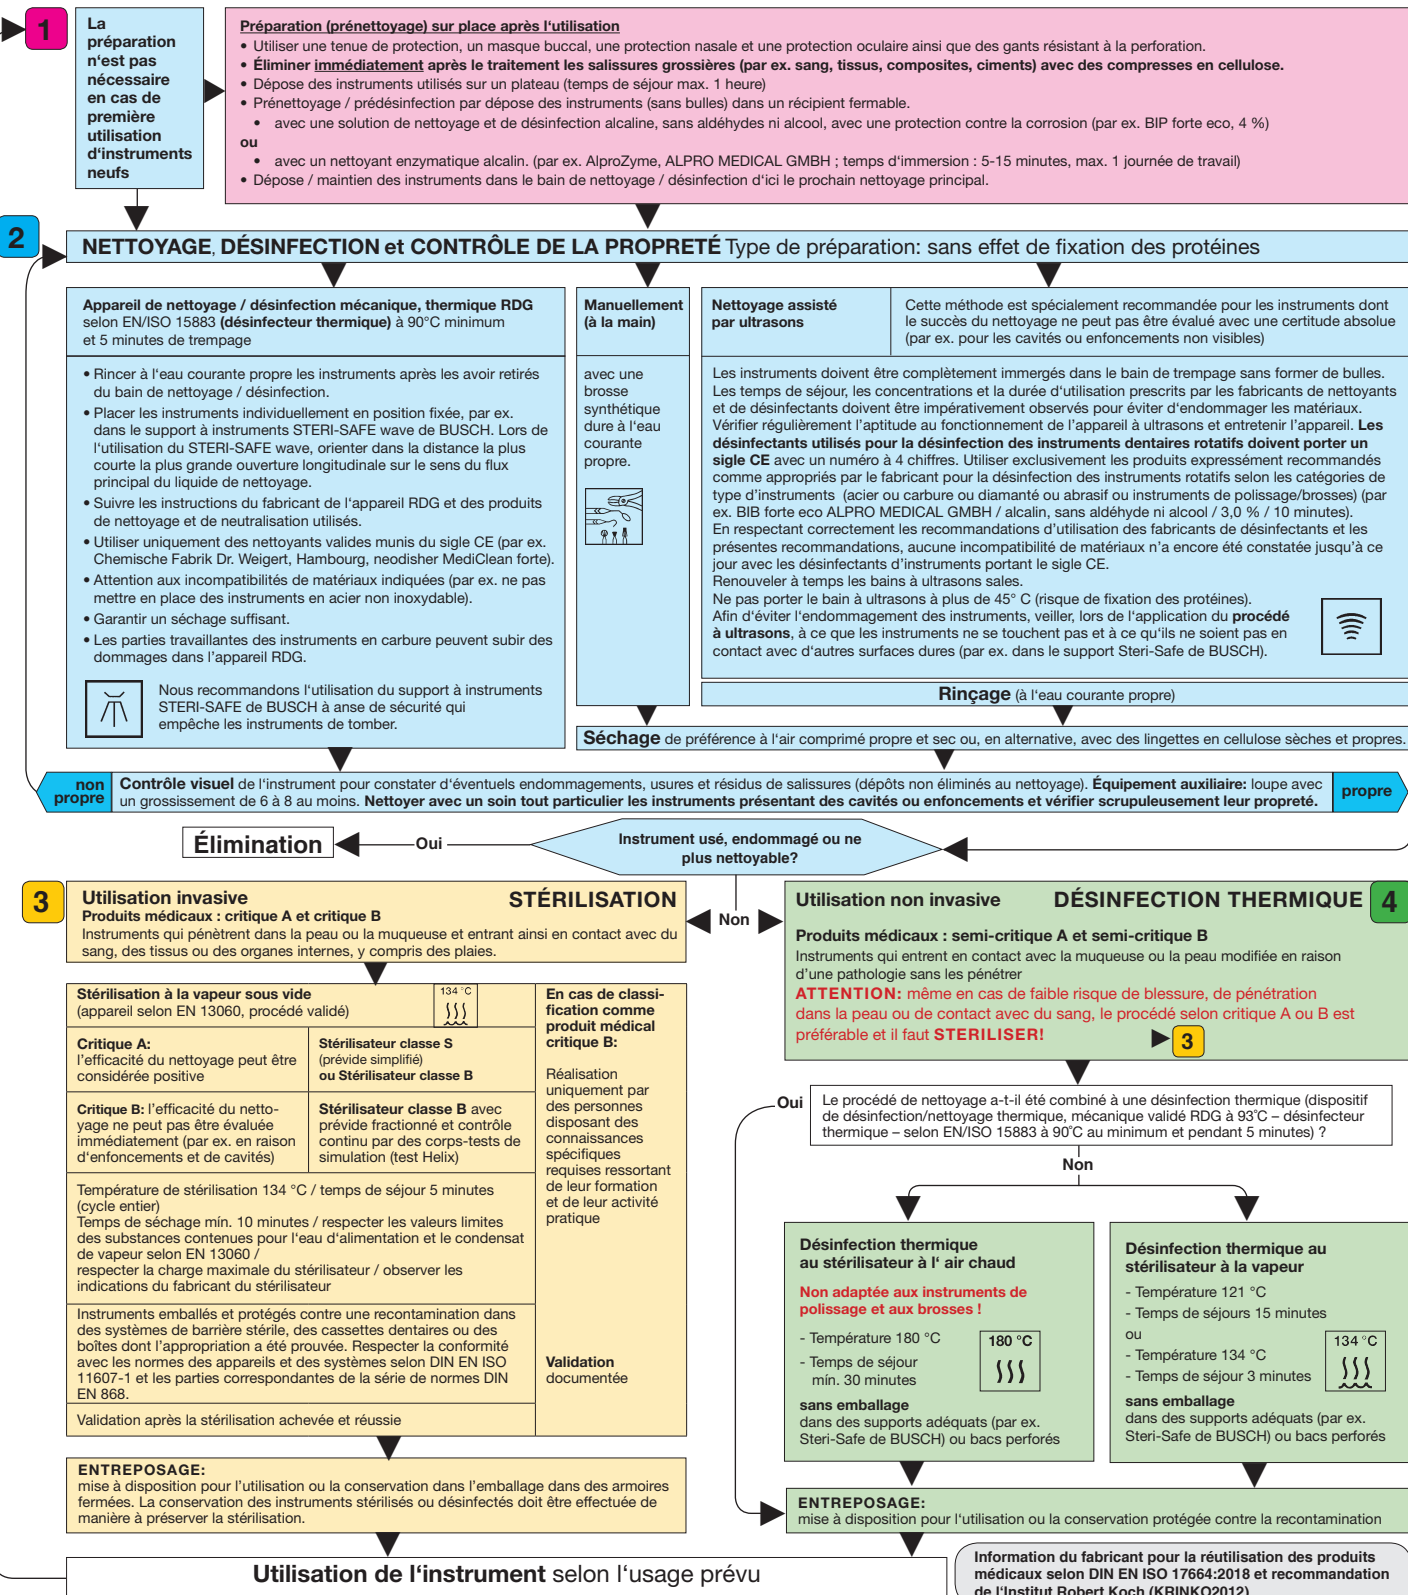 1
La
préparation
n'est pas
nécessaire
en cas de
première
utilisation
d'instruments
neufs
Préparation (prénettoyage) sur place après l'utilisation
• Utiliser une tenue de protection, un masque buccal, une protection nasale et une protection oculaire ainsi que des gants résistant à la perforation.
• Éliminer immédiatement après le traitement les salissures grossières (par ex. sang, tissus, composites, ciments) avec des compresses en cellulose.
• Dépose des instruments utilisés sur un plateau (temps de séjour max. 1 heure)
• Prénettoyage / prédésinfection par dépose des instruments (sans bulles) dans un récipient fermable.
• avec une solution de nettoyage et de désinfection alcaline, sans aldéhydes ni alcool, avec une protection contre la corrosion (par ex. BIP forte eco, 4 %)
ou
• avec un nettoyant enzymatique alcalin. (par ex. AlproZyme, ALPRO MEDICAL GMBH ; temps d'immersion : 5-15 minutes, max. 1 journée de travail)
• Dépose / maintien des instruments dans le bain de nettoyage / désinfection d'ici le prochain nettoyage principal.
2
NETTOYAGE, DÉSINFECTION et CONTRÔLE DE LA PROPRETÉ Type de préparation: sans effet de fixation des protéines
Appareil de nettoyage / désinfection mécanique, thermique RDG
selon EN/ISO 15883 (désinfecteur thermique) à 90°C minimum
et 5 minutes de trempage
• Rincer à l'eau courante propre les instruments après les avoir retirés
du bain de nettoyage / désinfection.
• Placer les instruments individuellement en position fixée, par ex.
dans le support à instruments STERI-SAFE wave de BUSCH. Lors de
l'utilisation du STERI-SAFE wave, orienter dans la distance la plus
courte la plus grande ouverture longitudinale sur le sens du flux
principal du liquide de nettoyage.
• Suivre les instructions du fabricant de l'appareil RDG et des produits
de nettoyage et de neutralisation utilisés.
• Utiliser uniquement des nettoyants valides munis du sigle CE (par ex.
Chemische Fabrik Dr. Weigert, Hambourg, neodisher MediClean forte).
• Attention aux incompatibilités de matériaux indiquées (par ex. ne pas
mettre en place des instruments en acier non inoxydable).
• Garantir un séchage suffisant.
• Les parties travaillantes des instruments en carbure peuvent subir des
dommages dans l'appareil RDG.
Nous recommandons l'utilisation du support à instruments
STERI-SAFE de BUSCH à anse de sécurité qui
empêche les instruments de tomber.
Manuellement
(à la main)
avec une
brosse
synthétique
dure à l'eau
courante
propre.
Nettoyage assisté
par ultrasons
Cette méthode est spécialement recommandée pour les instruments dont
le succès du nettoyage ne peut pas être évalué avec une certitude absolue
(par ex. pour les cavités ou enfoncements non visibles)
Les instruments doivent être complètement immergés dans le bain de trempage sans former de bulles.
Les temps de séjour, les concentrations et la durée d'utilisation prescrits par les fabricants de nettoyants
et de désinfectants doivent être impérativement observés pour éviter d'endommager les matériaux.
Vérifier régulièrement l'aptitude au fonctionnement de l'appareil à ultrasons et entretenir l'appareil. Les
désinfectants utilisés pour la désinfection des instruments dentaires rotatifs doivent porter un
sigle CE avec un numéro à 4 chiffres. Utiliser exclusivement les produits expressément recommandés
comme appropriés par le fabricant pour la désinfection des instruments rotatifs selon les catégories de
type d'instruments (acier ou carbure ou diamanté ou abrasif ou instruments de polissage/brosses) (par
ex. BIB forte eco ALPRO MEDICAL GMBH / alcalin, sans aldéhyde ni alcool / 3,0 % / 10 minutes).
En respectant correctement les recommandations d'utilisation des fabricants de désinfectants et les
présentes recommandations, aucune incompatibilité de matériaux n'a encore été constatée jusqu'à ce
jour avec les désinfectants d'instruments portant le sigle CE.
Renouveler à temps les bains à ultrasons sales.
Ne pas porter le bain à ultrasons à plus de 45° C (risque de fixation des protéines).
Afin d'éviter l'endommagement des instruments, veiller, lors de l'application du procédé
à ultrasons, à ce que les instruments ne se touchent pas et à ce qu'ils ne soient pas en
contact avec d'autres surfaces dures (par ex. dans le support Steri-Safe de BUSCH).
Rinçage (à l'eau courante propre)
Séchage de préférence à l'air comprimé propre et sec ou, en alternative, avec des lingettes en cellulose sèches et propres.
non
propre
Contrôle visuel de l'instrument pour constater d'éventuels endommagements, usures et résidus de salissures (dépôts non éliminés au nettoyage). Équipement auxiliaire: loupe avec
un grossissement de 6 à 8 au moins. Nettoyer avec un soin tout particulier les instruments présentant des cavités ou enfoncements et vérifier scrupuleusement leur propreté.
propre
Élimination
Oui
Instrument usé, endommagé ou ne
plus nettoyable?
Non
3
Utilisation invasive STÉRILISATION
Produits médicaux : critique A et critique B
Instruments qui pénètrent dans la peau ou la muqueuse et entrant ainsi en contact avec du
sang, des tissus ou des organes internes, y compris des plaies.
Stérilisation à la vapeur sous vide
(appareil selon EN 13060, procédé validé)
134 °C
Critique A:
l'efficacité du nettoyage peut être
considérée positive
Stérilisateur classe S
(prévide simplifié)
ou Stérilisateur classe B
Critique B: l'efficacité du netto-
yage ne peut pas être évaluée
immédiatement (par ex. en raison
d'enfoncements et de cavités)
Stérilisateur classe B avec
prévide fractionné et contrôle
continu par des corps-tests de
simulation (test Helix)
Température de stérilisation 134 °C / temps de séjour 5 minutes
(cycle entier)
Temps de séchage mín. 10 minutes / respecter les valeurs limites
des substances contenues pour l'eau d'alimentation et le condensat
de vapeur selon EN 13060 /
respecter la charge maximale du stérilisateur / observer les
indications du fabricant du stérilisateur
Instruments emballés et protégés contre une recontamination dans
des systèmes de barrière stérile, des cassettes dentaires ou des
boîtes dont l'appropriation a été prouvée. Respecter la conformité
avec les normes des appareils et des systèmes selon DIN EN ISO
11607-1 et les parties correspondantes de la série de normes DIN
EN 868.
Validation après la stérilisation achevée et réussie
En cas de classi-
fication comme
produit médical
critique B:
Réalisation
uniquement par
des personnes
disposant des
connaissances
spécifiques
requises ressortant
de leur formation
et de leur activité
pratique
Validation
documentée
ENTREPOSAGE:
mise à disposition pour l'utilisation ou la conservation dans l'emballage dans des armoires
fermées. La conservation des instruments stérilisés ou désinfectés doit être effectuée de
manière à préserver la stérilisation.
Utilisation non invasive DÉSINFECTION THERMIQUE
4
Produits médicaux : semi-critique A et semi-critique B
Instruments qui entrent en contact avec la muqueuse ou la peau modifiée en raison
d'une pathologie sans les pénétrer
ATTENTION: même en cas de faible risque de blessure, de pénétration
dans la peau ou de contact avec du sang, le procédé selon critique A ou B est
préférable et il faut STERILISER!
3
Oui
Le procédé de nettoyage a-t-il été combiné à une désinfection thermique (dispositif
de désinfection/nettoyage thermique, mécanique validé RDG à 93°C – désinfecteur
thermique – selon EN/ISO 15883 à 90°C au minimum et pendant 5 minutes) ?
Non
Désinfection thermique
au stérilisateur à l' air chaud
Non adaptée aux instruments de
polissage et aux brosses !
- Température 180 °C
- Temps de séjour
mín. 30 minutes
180 °C
sans emballage
dans des supports adéquats (par ex.
Steri-Safe de BUSCH) ou bacs perforés
Désinfection thermique au
stérilisateur à la vapeur
- Température 121 °C
- Temps de séjours 15 minutes
ou
- Température 134 °C
- Temps de séjour 3 minutes
134 °C
sans emballage
dans des supports adéquats (par ex.
Steri-Safe de BUSCH) ou bacs perforés
ENTREPOSAGE:
mise à disposition pour l'utilisation ou la conservation protégée contre la recontamination
Utilisation de l'instrument selon l'usage prévu
Information du fabricant pour la réutilisation des produits
médicaux selon DIN EN ISO 17664:2018 et recommandation
de l'Institut Robert Koch (KRINKO2012)